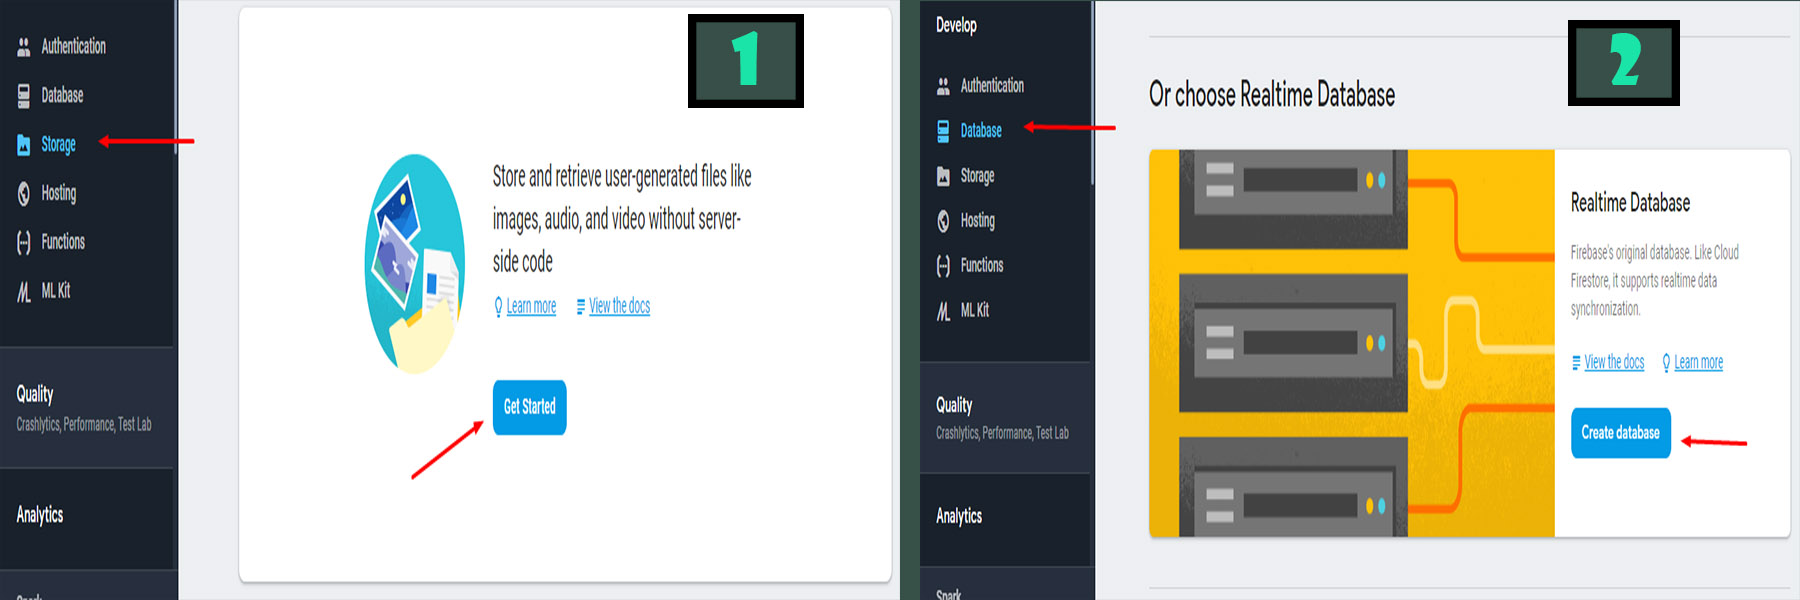 Authentication
Database
Storage
Hosting
Functions
ML Kit
Quality
Crashlytics, Performance, Test Lab
Analytics
Spark
1
Store and retrieve user-generated files like
images, audio, and video without server-
side code
Learn more View the docs
Get Started
Develop
Authentication
Database
Storage
Hosting
Functions
ML Kit
Quality
Crashlytics, Performance, Test Lab
Analytics
Spark
2
Or choose Realtime Database
Realtime Database
Firebase's original database. Like Cloud
Firestore, it supports realtime data
synchronization.
View the docs Learn more
Create database